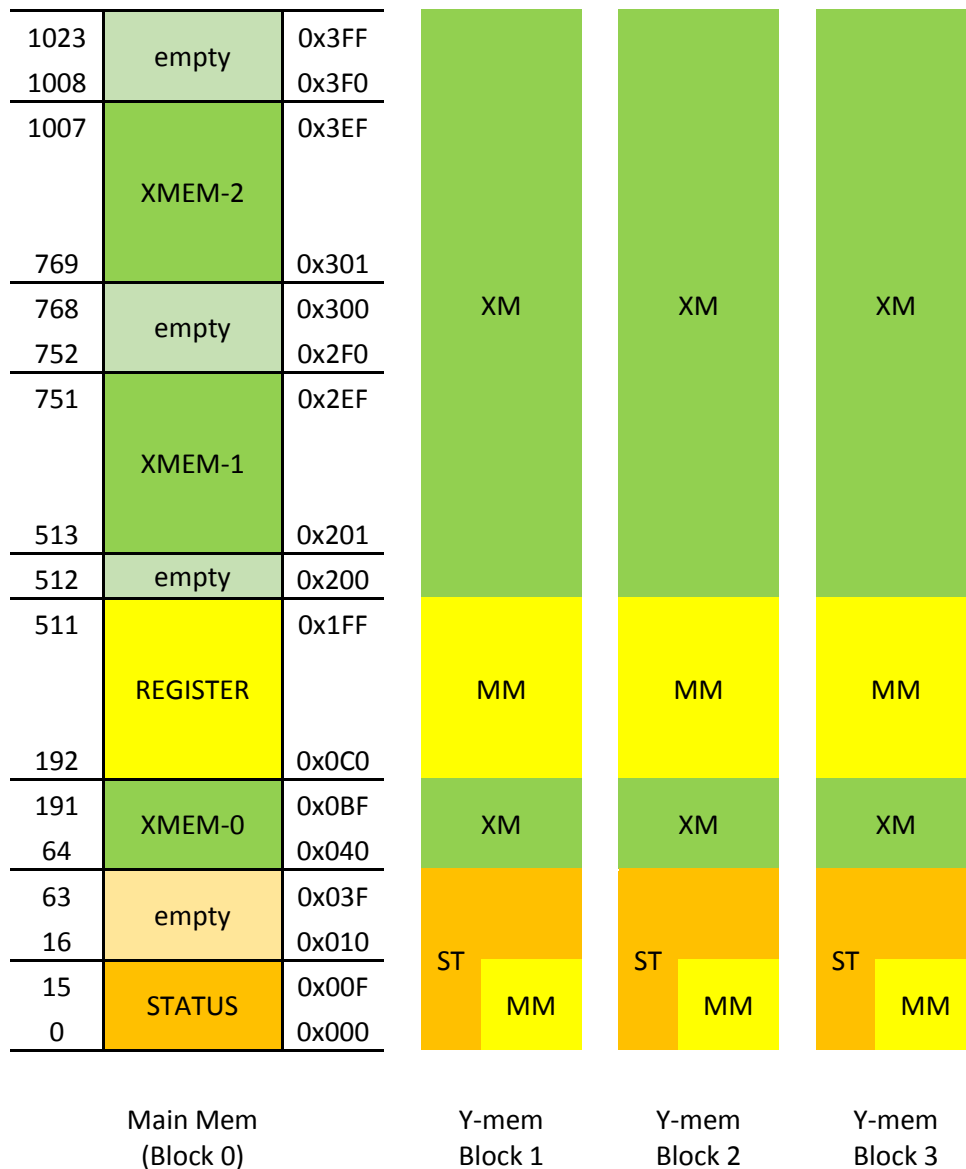 1023 0x3FF
empty
1008 0x3F0
1007 0x3EF
XMEM-2
769 0x301
768 0x300 XM XM XM
empty
752 0x2F0
751 0x2EF
XMEM-1
513 0x201
512 empty 0x200
511 0x1FF
REGISTER MM MM MM
192 0x0C0
191 0x0BF
XMEM-0 XM XM XM
64 0x040
63 0x03F
empty
16 0x010
ST ST ST
15 0x00F
STATUS MM MM MM
0 0x000
Main Mem Y-mem Y-mem Y-mem
(Block 0) Block 1 Block 2 Block 3